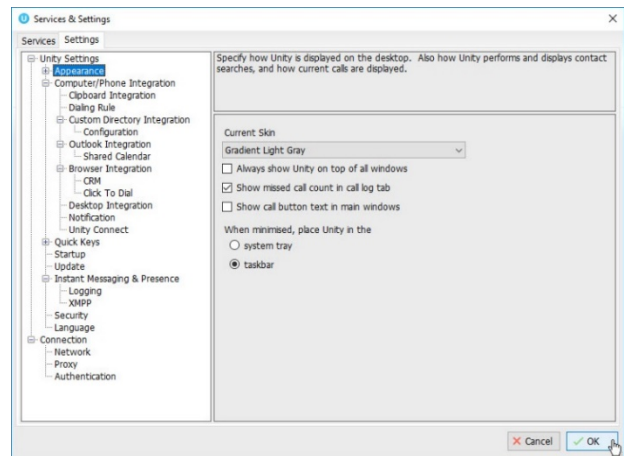 Services & Settings
Services Settings
Unity Settings
Appearance
Computer/Phone Integration
Clipboard Integration
Dialing Rule
Custom Directory Integration
Configuration
Outlook Integration
Shared Calendar
Browser Integration
CRM
Click To Dial
Desktop Integration
Notification
Unity Connect
Quick Keys
Startup
Update
Instant Messaging & Presence
Logging
XMPP
Security
Language
Connection
Network
Proxy
Authentication
Specify how Unity is displayed on the desktop. Also how Unity performs and displays contact
searches, and how current calls are displayed.
Current Skin
Gradient Light Gray
Always show Unity on top of all windows
Show missed call count in call log tab
Show call button text in main windows
When minimised, place Unity in the
system tray
taskbar
Cancel OK